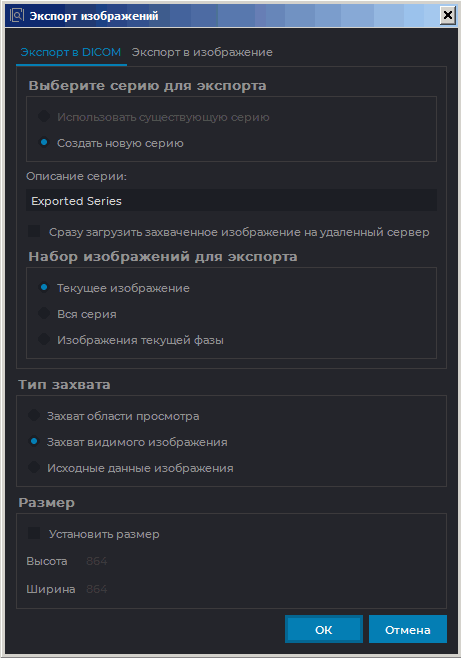 Экспорт изображений
Экспорт в DICOM Экспорт в изображение
Выберите серию для экспорта
Использовать существующую серию
Создать новую серию
Описание серии:
Exported Series
Сразу загрузить захваченное изображение на удаленный сервер
Набор изображений для экспорта
Текущее изображение
Вся серия
Изображения текущей фазы
Тип захвата
Захват области просмотра
Захват видимого изображения
Исходные данные изображения
Размер
Установить размер
Высота 864
Ширина 864
ОК Отмена